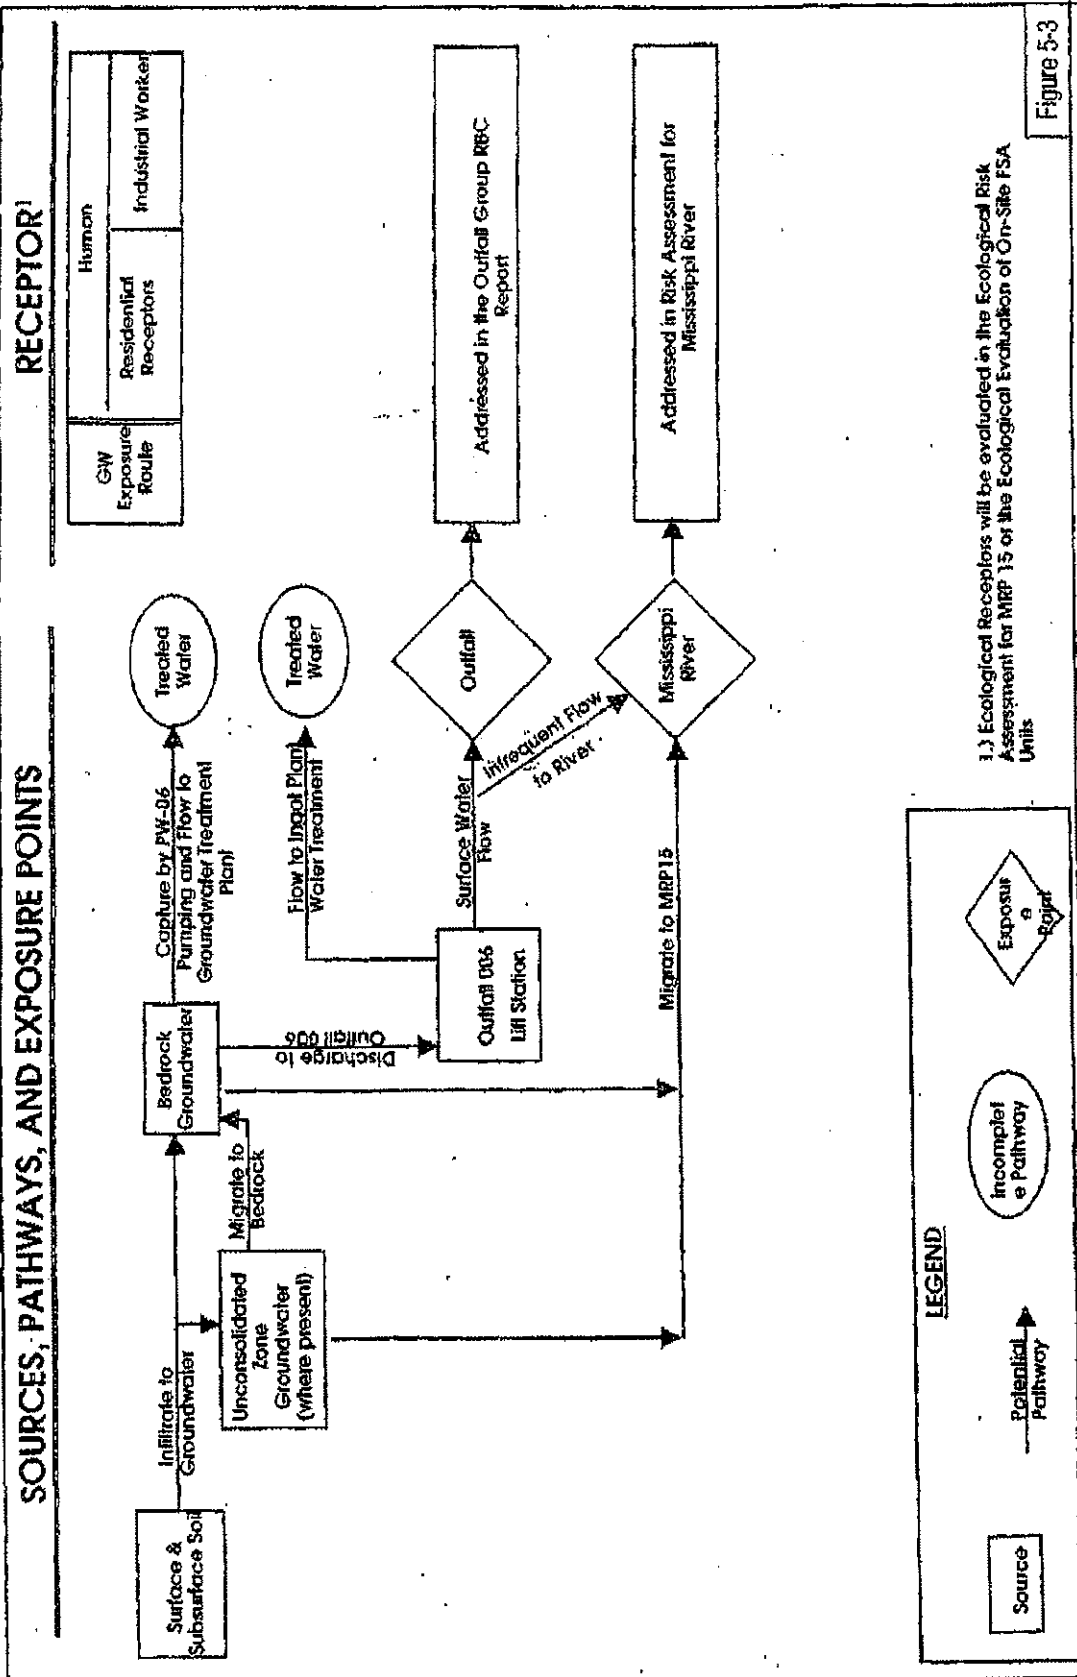 SOURCES, PATHWAYS, AND EXPOSURE POINTS
RECEPTOR¹
GW
Exposure
Route
Human
Residential
Receptors
Industrial Worker
Surface &
Subsurface Soil
Infiltrate to
Groundwater
Unconsolidated
Zone
Groundwater
(where present)
Migrate to
Bedrock
Bedrock
Groundwater
Capture by PW-06
Pumping and Flow to
Groundwater Treatment
Plant
Treated
Water
Discharge to
Outfall 006
Outfall 006
Lift Station
Flow to Ingot Plant
Water Treatment
Treated
Water
Surface Water
Flow
Outfall
Addressed in the Outfall Group RBC
Report
Infrequent Flow
to River
Migrate to MRP15
Mississippi
River
Addressed in Risk Assessment for
Mississippi River
LEGEND
Source
Potential
Pathway
Incomplet
e Pathway
Exposur
e
Point
1.) Ecological Receptors will be evaluated in the Ecological Risk
Assessment for MRP 15 or the Ecological Evaluation of On-Site FSA
Units
Figure 5-3